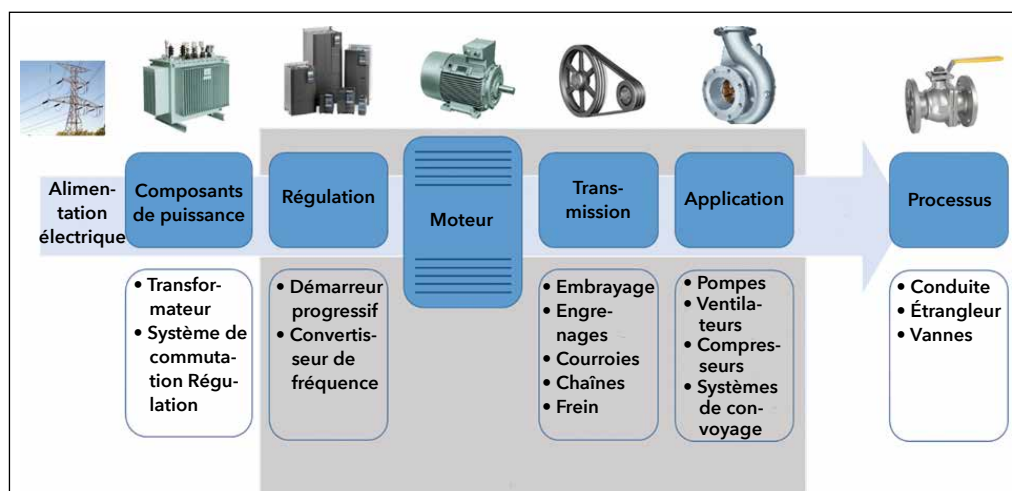 Alimen-
tation
électrique
Composants
de puissance
Régulation
Moteur
Trans-
mission
Application
Processus
• Transfor-
mateur
• Système de
commuta-
tion Régu-
lation
• Démarreur
progressif
• Convertis-
seur de
fréquence
• Embrayage
• Engre-
nages
• Courroies
• Chaînes
• Frein
• Pompes
• Ventila-
teurs
• Compres-
seurs
• Systèmes
de con-
voyage
• Conduite
• Étrangleur
• Vannes